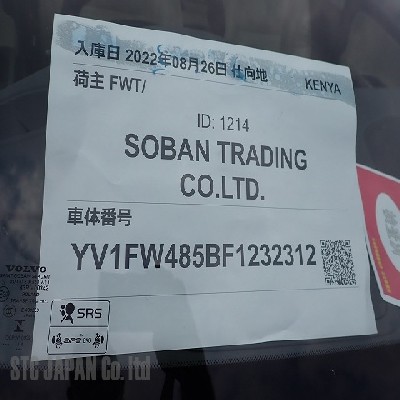 入庫日 2022年08月26日 仕向地
KENYA
荷主 FWT/
ID: 1214
SOBAN TRADING
CO.LTD.
車体番号
YV1FW485BF1232312
VOLVO
SRS
STC JAPAN Co. ltd